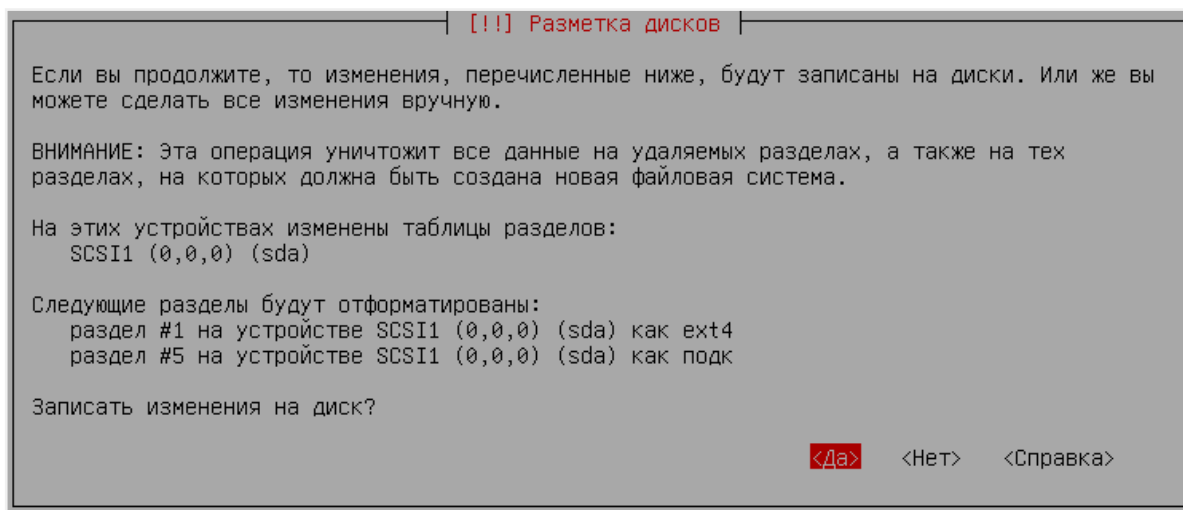 [!!] Разметка дисков
Если вы продолжите, то изменения, перечисленные ниже, будут записаны на диски. Или же вы
можете сделать все изменения вручную.
ВНИМАНИЕ: Эта операция уничтожит все данные на удаляемых разделах, а также на тех
разделах, на которых должна быть создана новая файловая система.
На этих устройствах изменены таблицы разделов:
SCSI1 (0,0,0) (sda)
Следующие разделы будут отформатированы:
раздел #1 на устройстве SCSI1 (0,0,0) (sda) как ext4
раздел #5 на устройстве SCSI1 (0,0,0) (sda) как подк
Записать изменения на диск?
<Да> <Нет> <Справка>